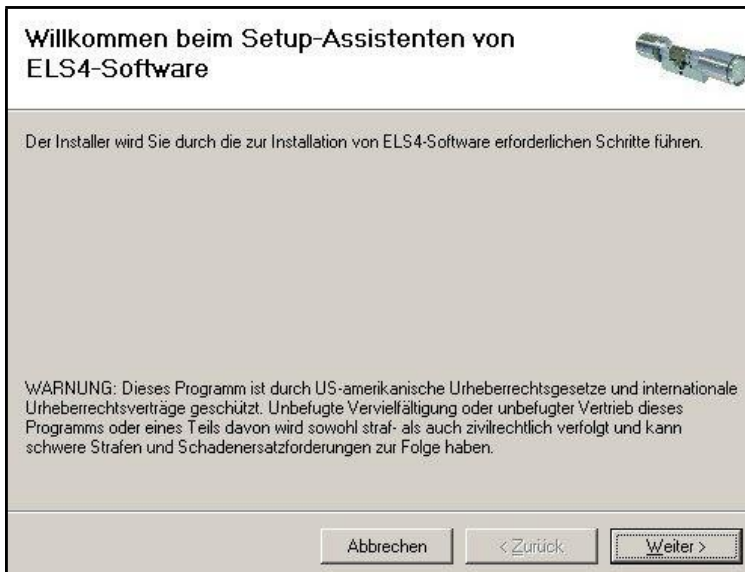 Willkommen beim Setup-Assistenten von
ELS4-Software
Der Installer wird Sie durch die zur Installation von ELS4-Software erforderlichen Schritte führen.
WARNUNG: Dieses Programm ist durch US-amerikanische Urheberrechtsgesetze und internationale
Urheberrechtsverträge geschützt. Unbefugte Vervielfältigung oder unbefugter Vertrieb dieses
Programms oder eines Teils davon wird sowohl straf- als auch zivilrechtlich verfolgt und kann
schwere Strafen und Schadenersatzforderungen zur Folge haben.
Abbrechen
< Zurück
Weiter >